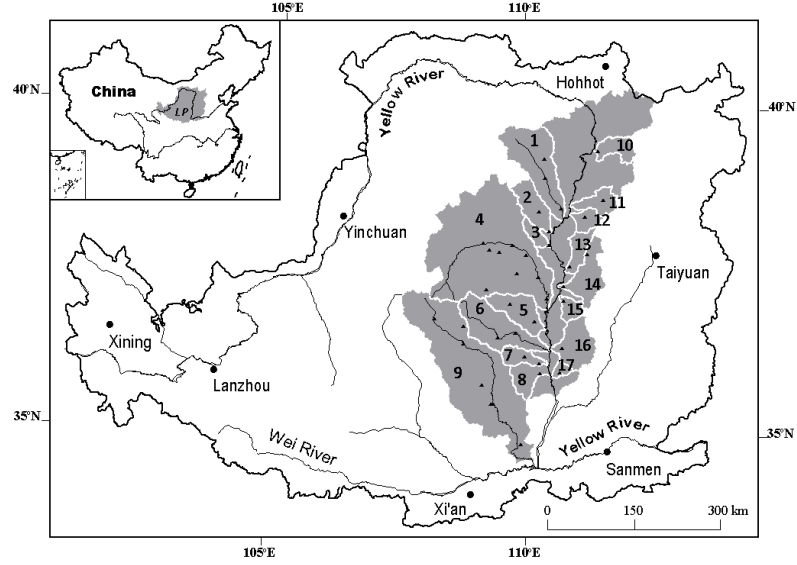 105°E 110°E
40°N
China
LP
Yellow River
Hohhot
40°N
1
10
2
11
12
3
4
13
Yinchuan
Taiyuan
14
6
5
15
Xining
7
16
17
9
8
Lanzhou
35°N
Wei River
Yellow River
35°N
Sanmen
Xi'an
0 150 300 km
105°E 110°E